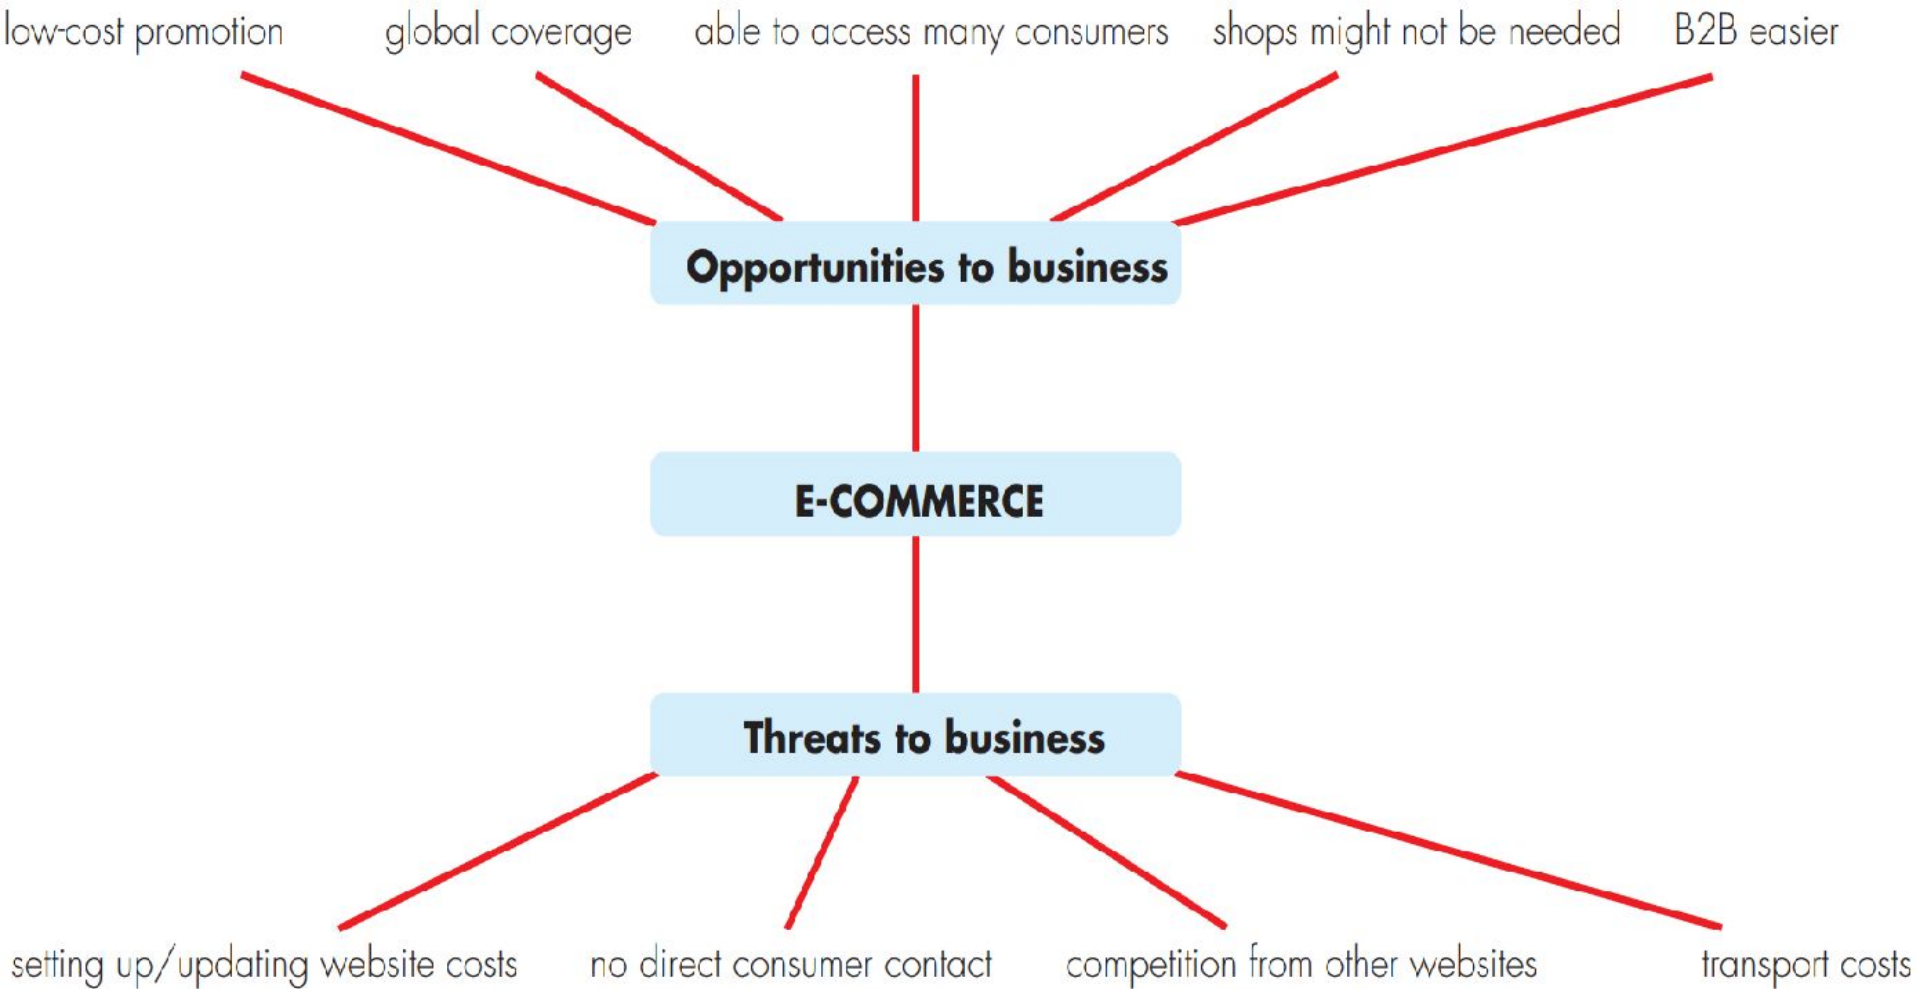 low-cost promotion
global coverage
able to access many consumers
shops might not be needed
B2B easier
Opportunities to business
E-COMMERCE
Threats to business
setting up/updating website costs
no direct consumer contact
competition from other websites
transport costs